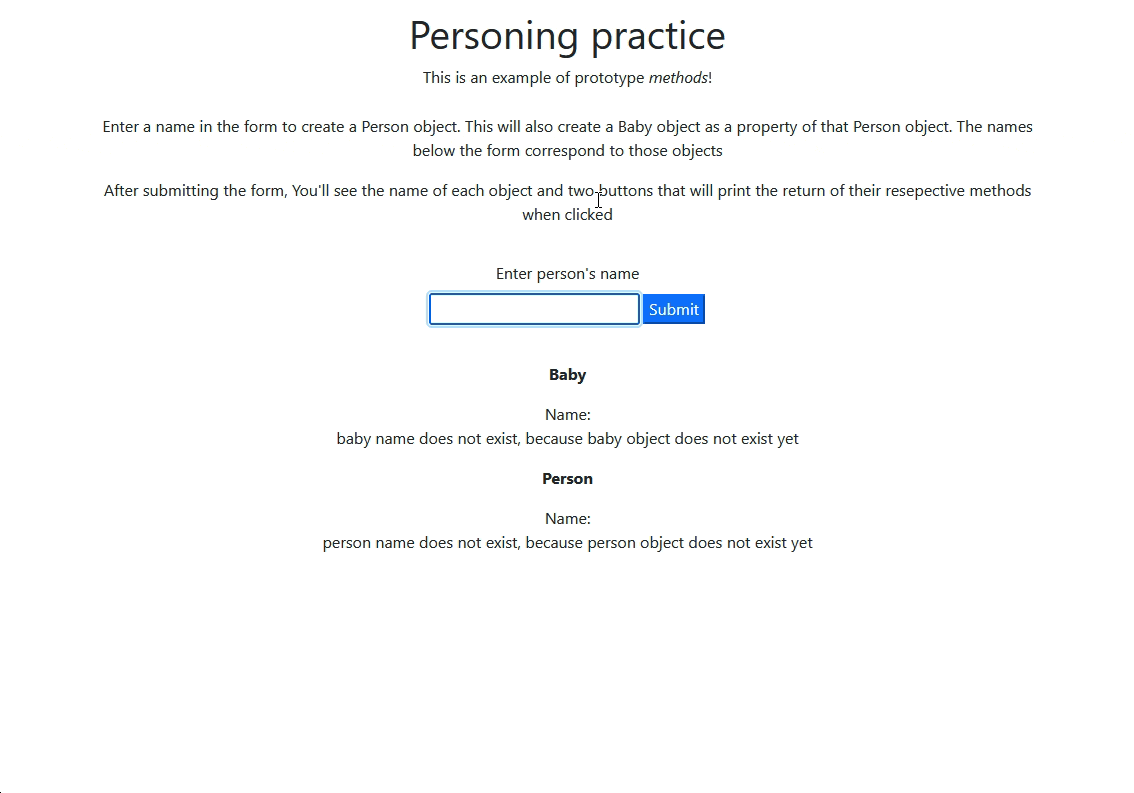 Personing practice
This is an example of prototype methods!
Enter a name in the form to create a Person object. This will also create a Baby object as a property of that Person object. The names
below the form correspond to those objects
After submitting the form, You'll see the name of each object and two buttons that will print the return of their resepective methods
when clicked
Enter person's name
Submit
Baby
Name:
baby name does not exist, because baby object does not exist yet
Person
Name:
person name does not exist, because person object does not exist yet